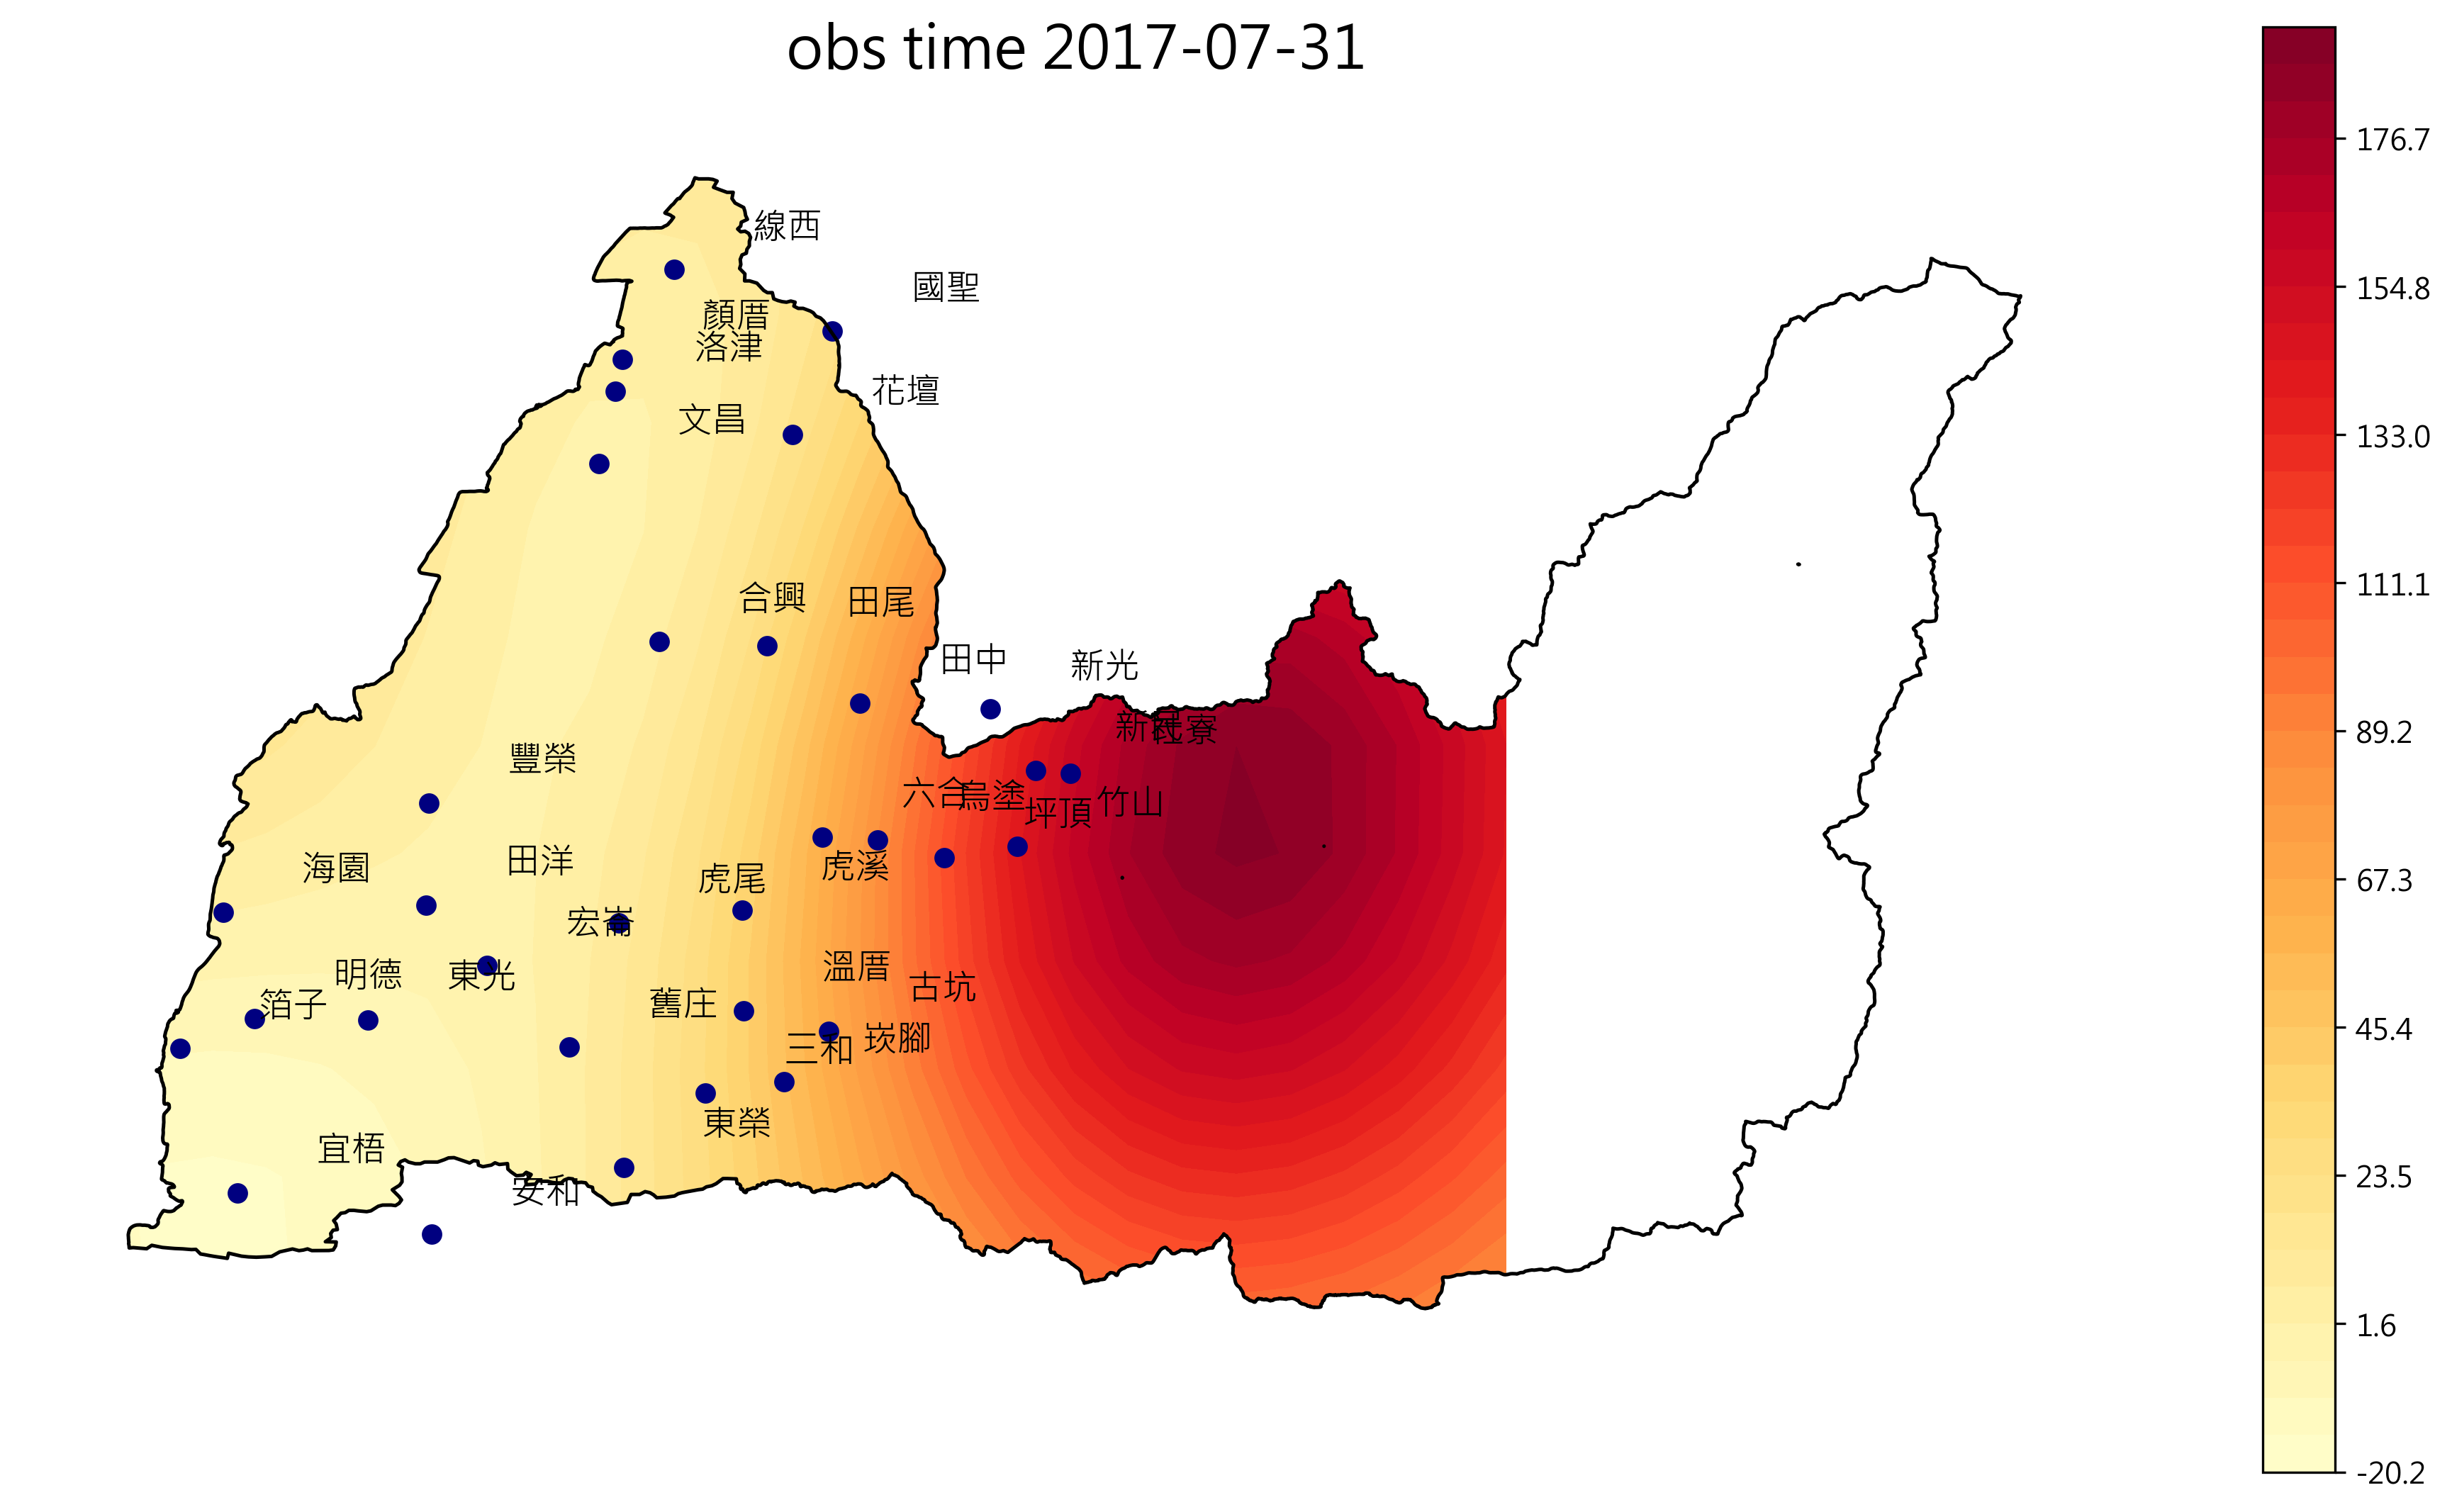 obs time 2017-07-31
線西
國聖
顏厝
洛津
花壇
文昌
合興
田尾
田中
新光
新民
社寮
豐榮
六合
烏塗
坪頂
竹山
海園
田洋
虎尾
虎溪
宏崙
明德
東光
溫厝
古坑
箔子
舊庄
三和
崁腳
東榮
宜梧
安和
176.7
154.8
133.0
111.1
89.2
67.3
45.4
23.5
1.6
-20.2